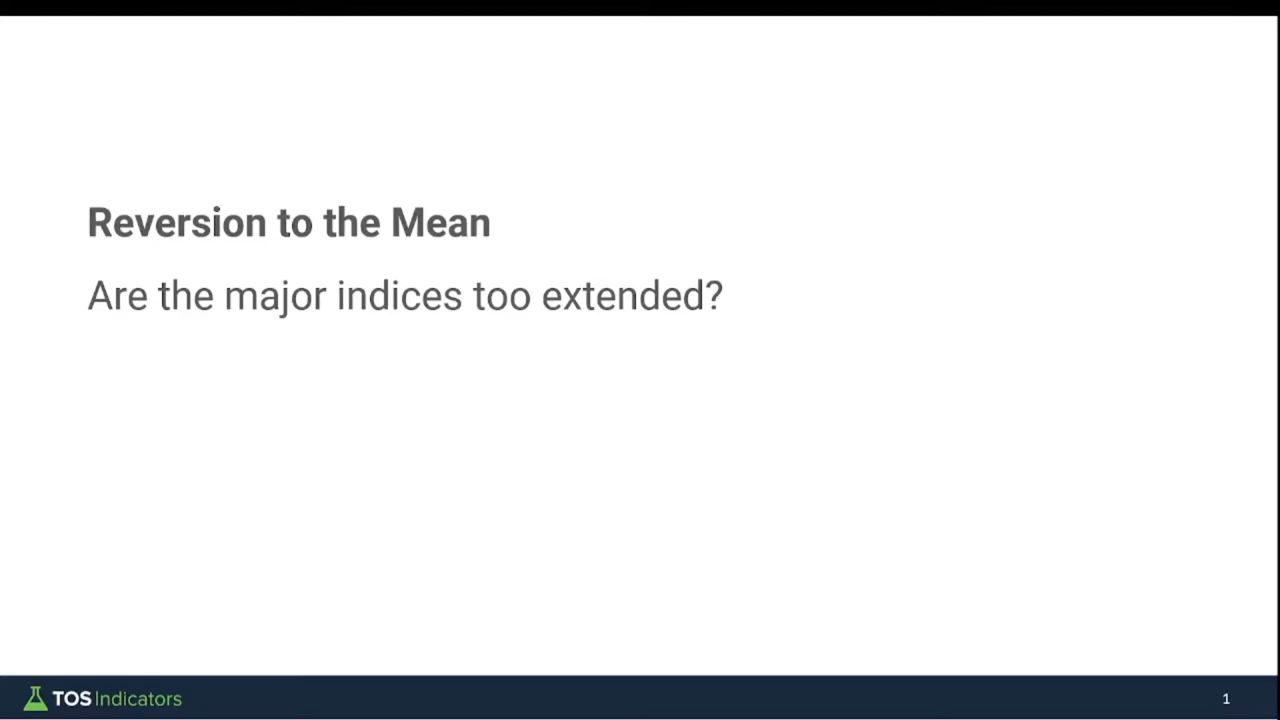 Reversion to the Mean
Are the major indices too extended?
TOS Indicators
1